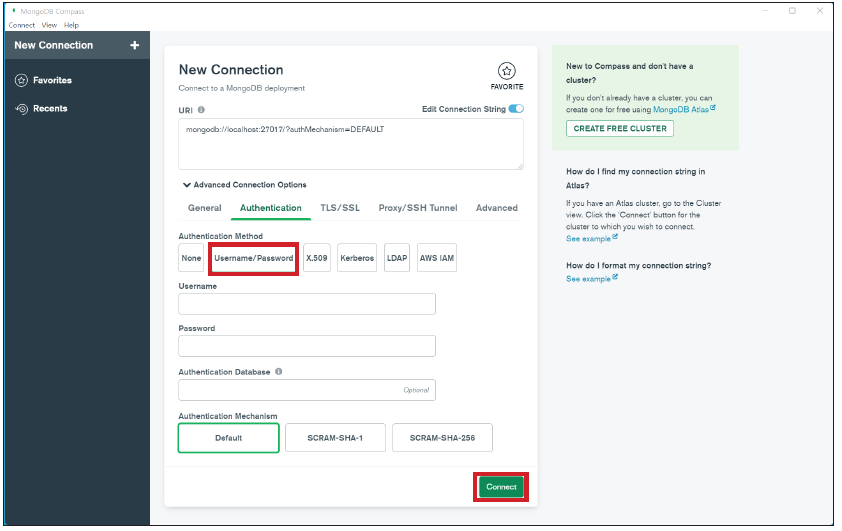 MongoDB Compass
Connect View Help
New Connection +
Favorites
Recents
New Connection
Connect to a MongoDB deployment
FAVORITE
URI
Edit Connection String
mongodb://localhost:27017/?authMechanism=DEFAULT
Advanced Connection Options
General Authentication TLS/SSL Proxy/SSH Tunnel Advanced
Authentication Method
None Username/Password X.509 Kerberos LDAP AWS IAM
Username
Password
Authentication Database
Optional
Authentication Mechanism
Default SCRAM-SHA-1 SCRAM-SHA-256
Connect
New to Compass and don't have a
cluster?
If you don't already have a cluster, you can
create one for free using MongoDB Atlas
CREATE FREE CLUSTER
How do I find my connection string in
Atlas?
If you have an Atlas cluster, go to the Cluster
view. Click the 'Connect' button for the
cluster to which you wish to connect.
See example
How do I format my connection string?
See example